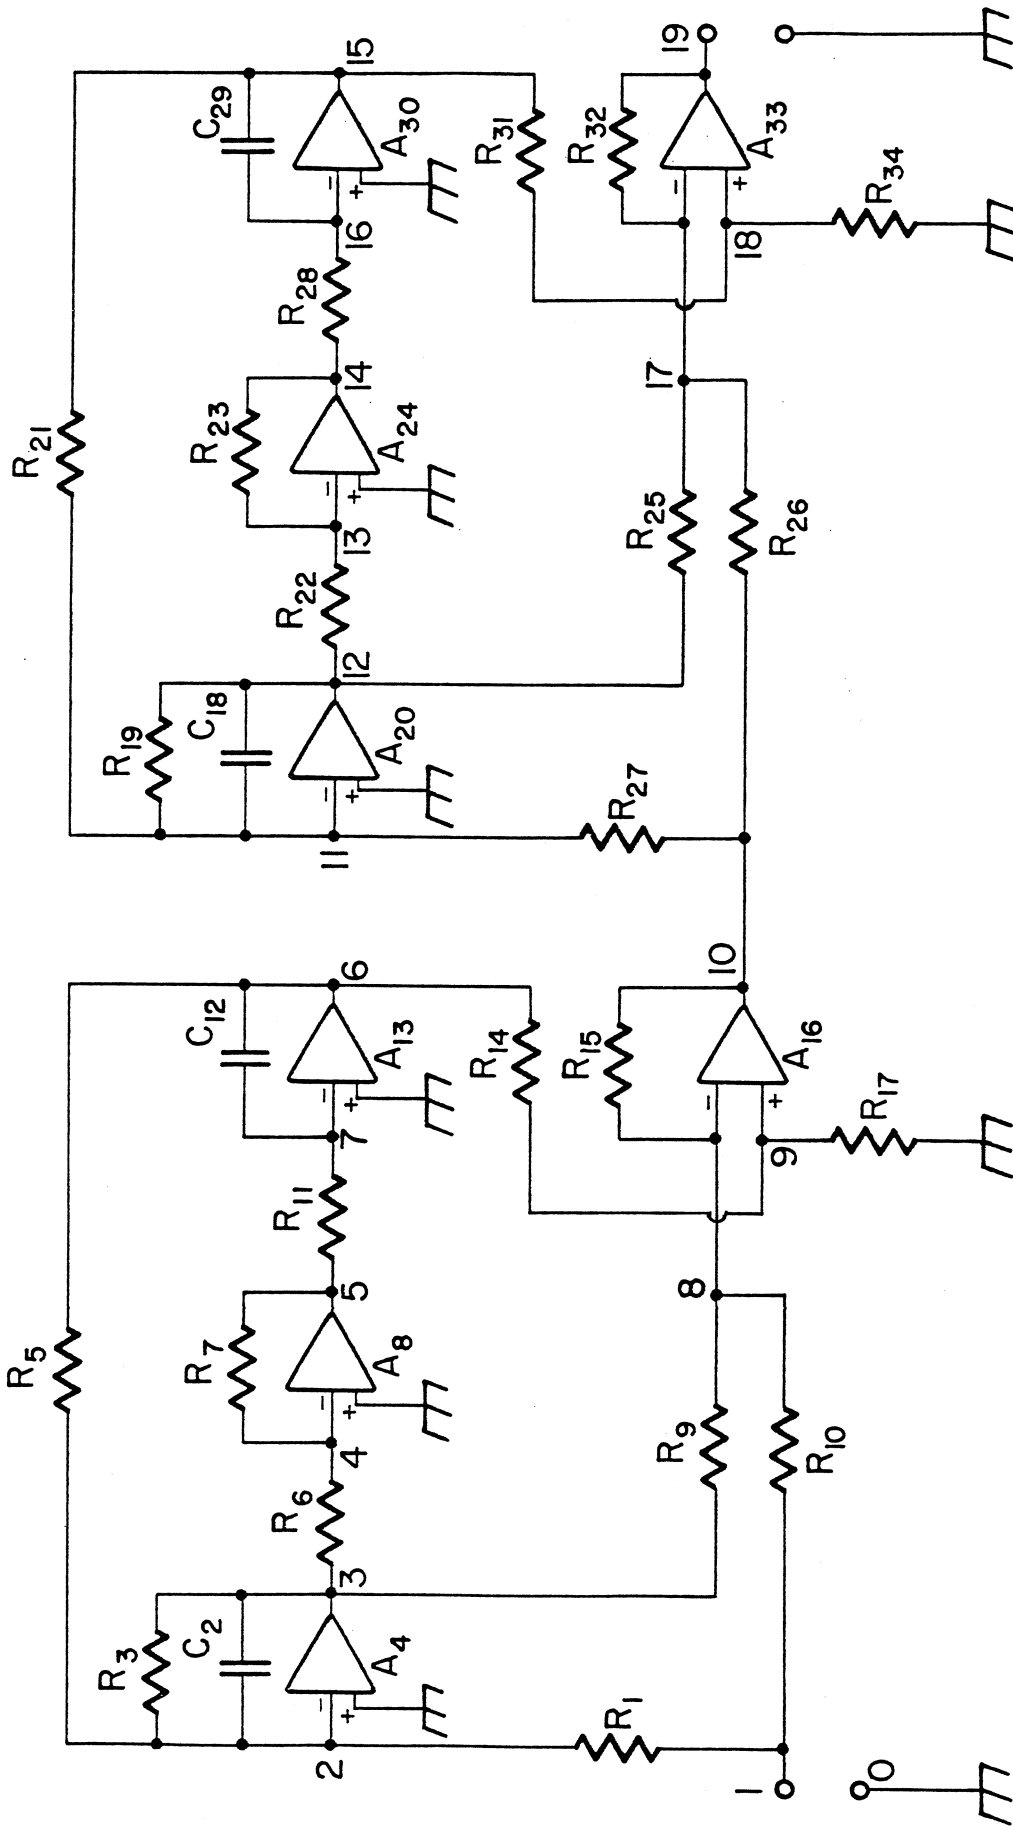 R21
R19
C18
R22
R23
R28
C29
15
16
14
13
12
11
−
+
A20
−
+
A24
−
+
A30
R27
R25
R26
17
R31
R32
19
−
+
A33
18
R34
R5
R3
C2
R6
R7
R11
C12
6
7
5
4
3
2
−
+
A4
−
+
A8
−
+
A13
R1
R9
R10
8
R14
R15
10
−
+
A16
9
R17
1
0